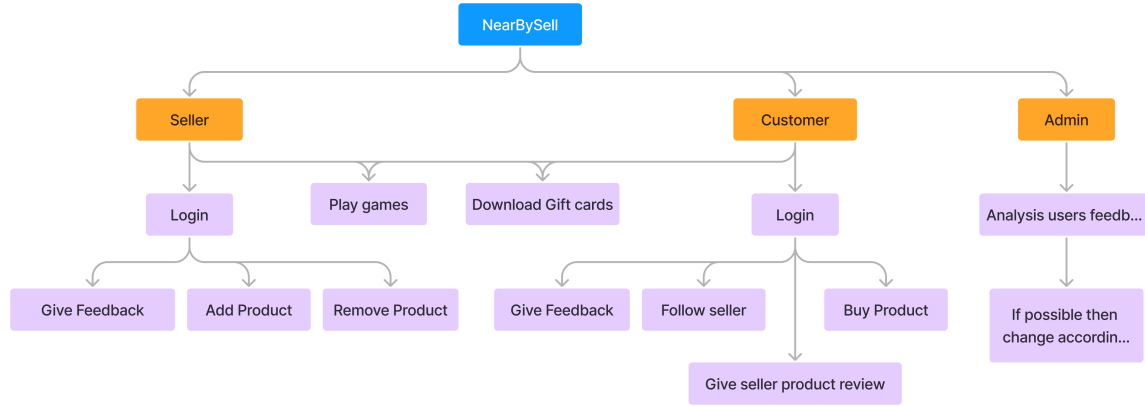 NearBySell
Seller
Customer
Admin
Login
Play games
Download Gift cards
Login
Analysis users feedb...
Give Feedback
Add Product
Remove Product
Give Feedback
Follow seller
Buy Product
If possible then
change accordin...
Give seller product review